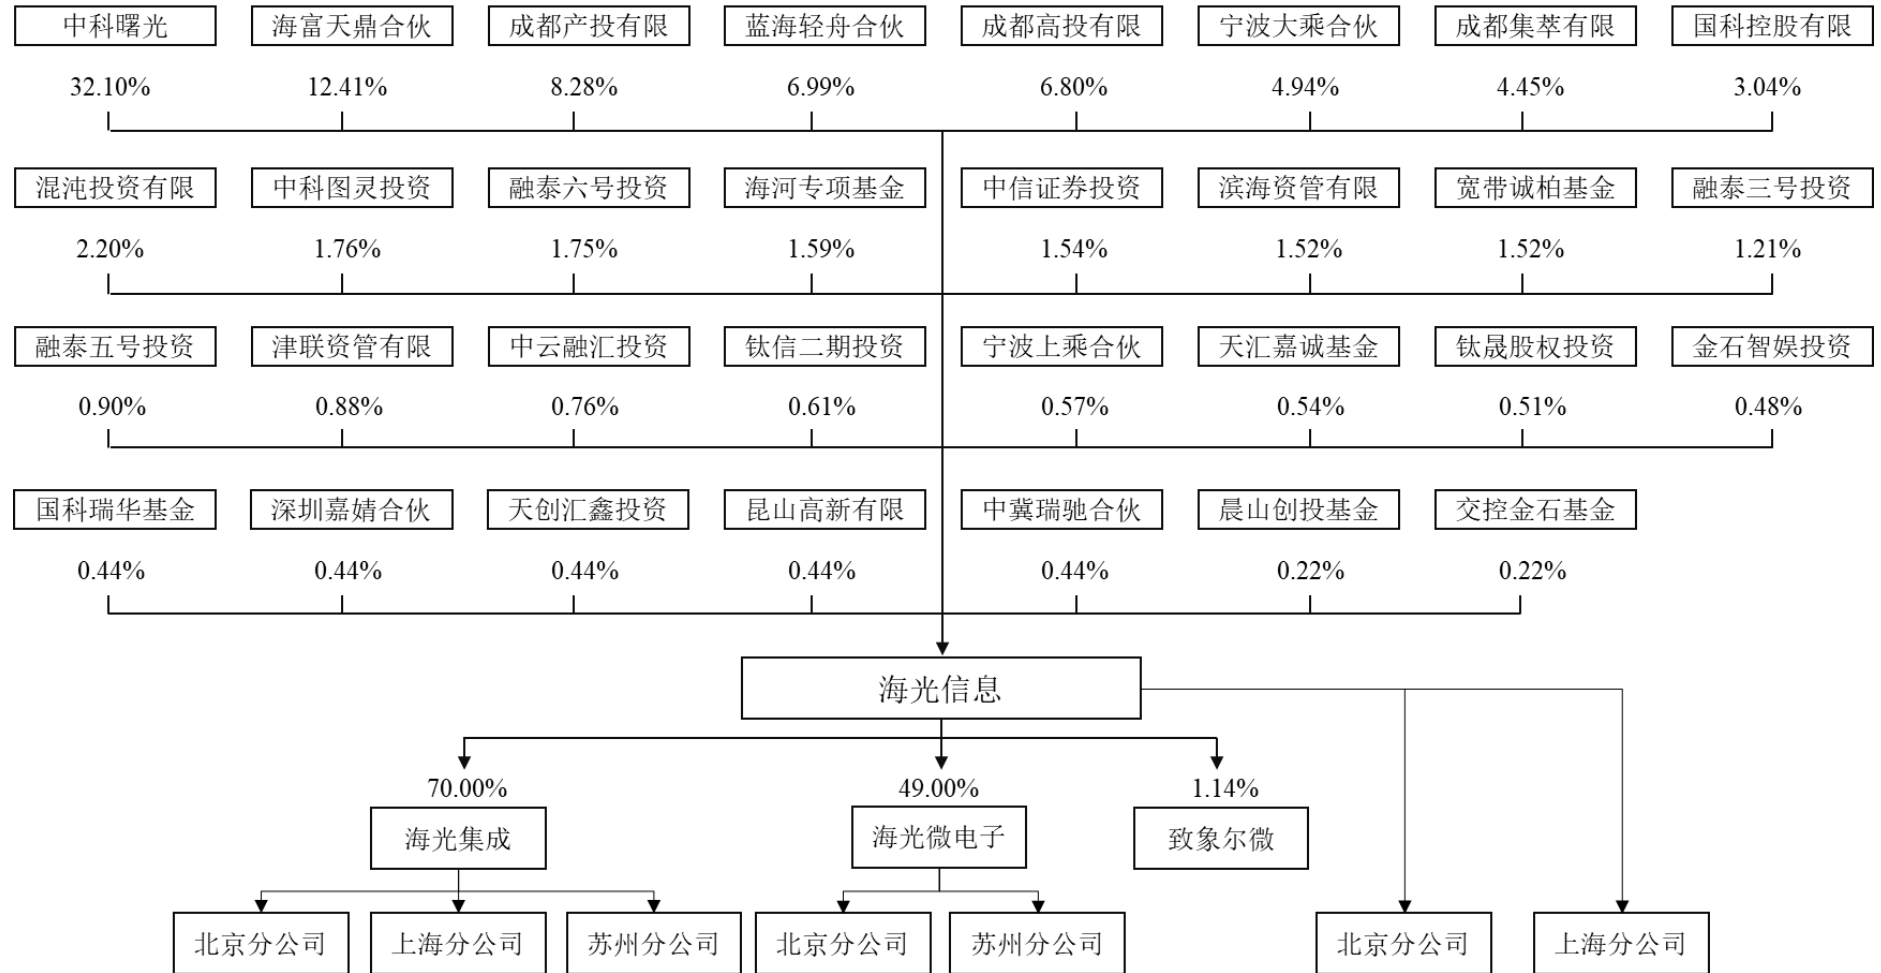 中科曙光 海富天鼎合伙 成都产投有限 蓝海轻舟合伙 成都高投有限 宁波大乘合伙 成都集萃有限 国科控股有限
32.10% 12.41% 8.28% 6.99% 6.80% 4.94% 4.45% 3.04%
混沌投资有限 中科图灵投资 融泰六号投资 海河专项基金 中信证券投资 滨海资管有限 宽带诚柏基金 融泰三号投资
2.20% 1.76% 1.75% 1.59% 1.54% 1.52% 1.52% 1.21%
融泰五号投资 津联资管有限 中云融汇投资 钛信二期投资 宁波上乘合伙 天汇嘉诚基金 钛晟股权投资 金石智娱投资
0.90% 0.88% 0.76% 0.61% 0.57% 0.54% 0.51% 0.48%
国科瑞华基金 深圳嘉婧合伙 天创汇鑫投资 昆山高新有限 中冀瑞驰合伙 晨山创投基金 交控金石基金
0.44% 0.44% 0.44% 0.44% 0.44% 0.22% 0.22%
海光信息
70.00% 49.00% 1.14%
海光集成 海光微电子 致象尔微
北京分公司 上海分公司 苏州分公司 北京分公司 苏州分公司 北京分公司 上海分公司